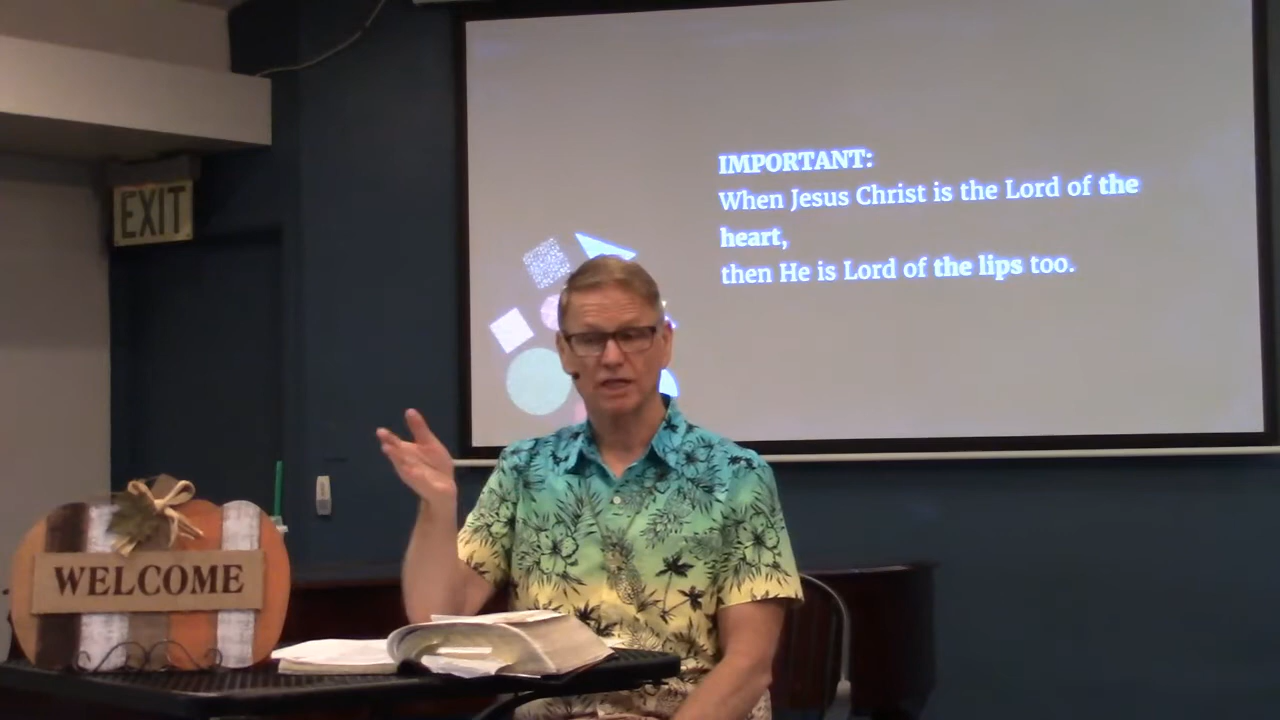 EXIT
IMPORTANT:
When Jesus Christ is the Lord of the
heart,
then He is Lord of the lips too.
WELCOME